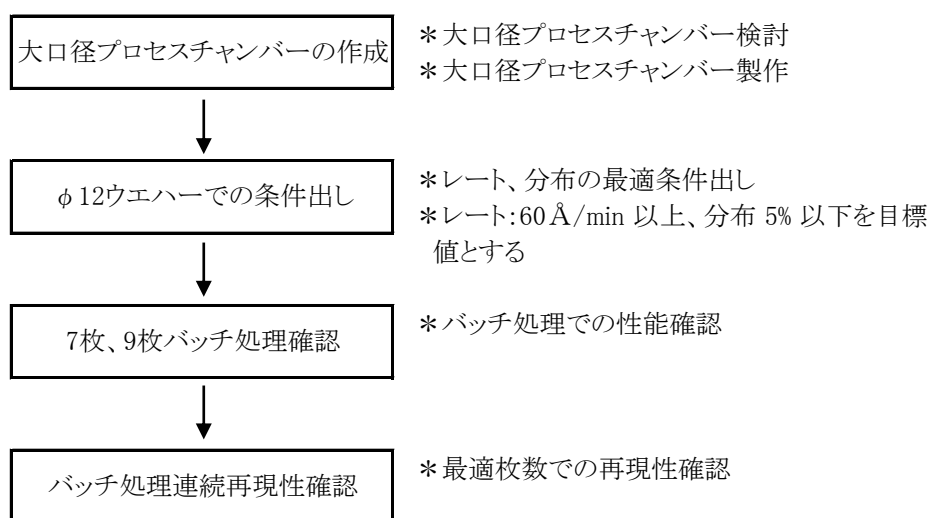 大口径プロセスチャンバーの作成
＊大口径プロセスチャンバー検討
＊大口径プロセスチャンバー製作
φ12ウエハーでの条件出し
＊レート、分布の最適条件出し
＊レート:60Å/min 以上、分布 5% 以下を目標
値とする
7枚、9枚バッチ処理確認
＊バッチ処理での性能確認
バッチ処理連続再現性確認
＊最適枚数での再現性確認